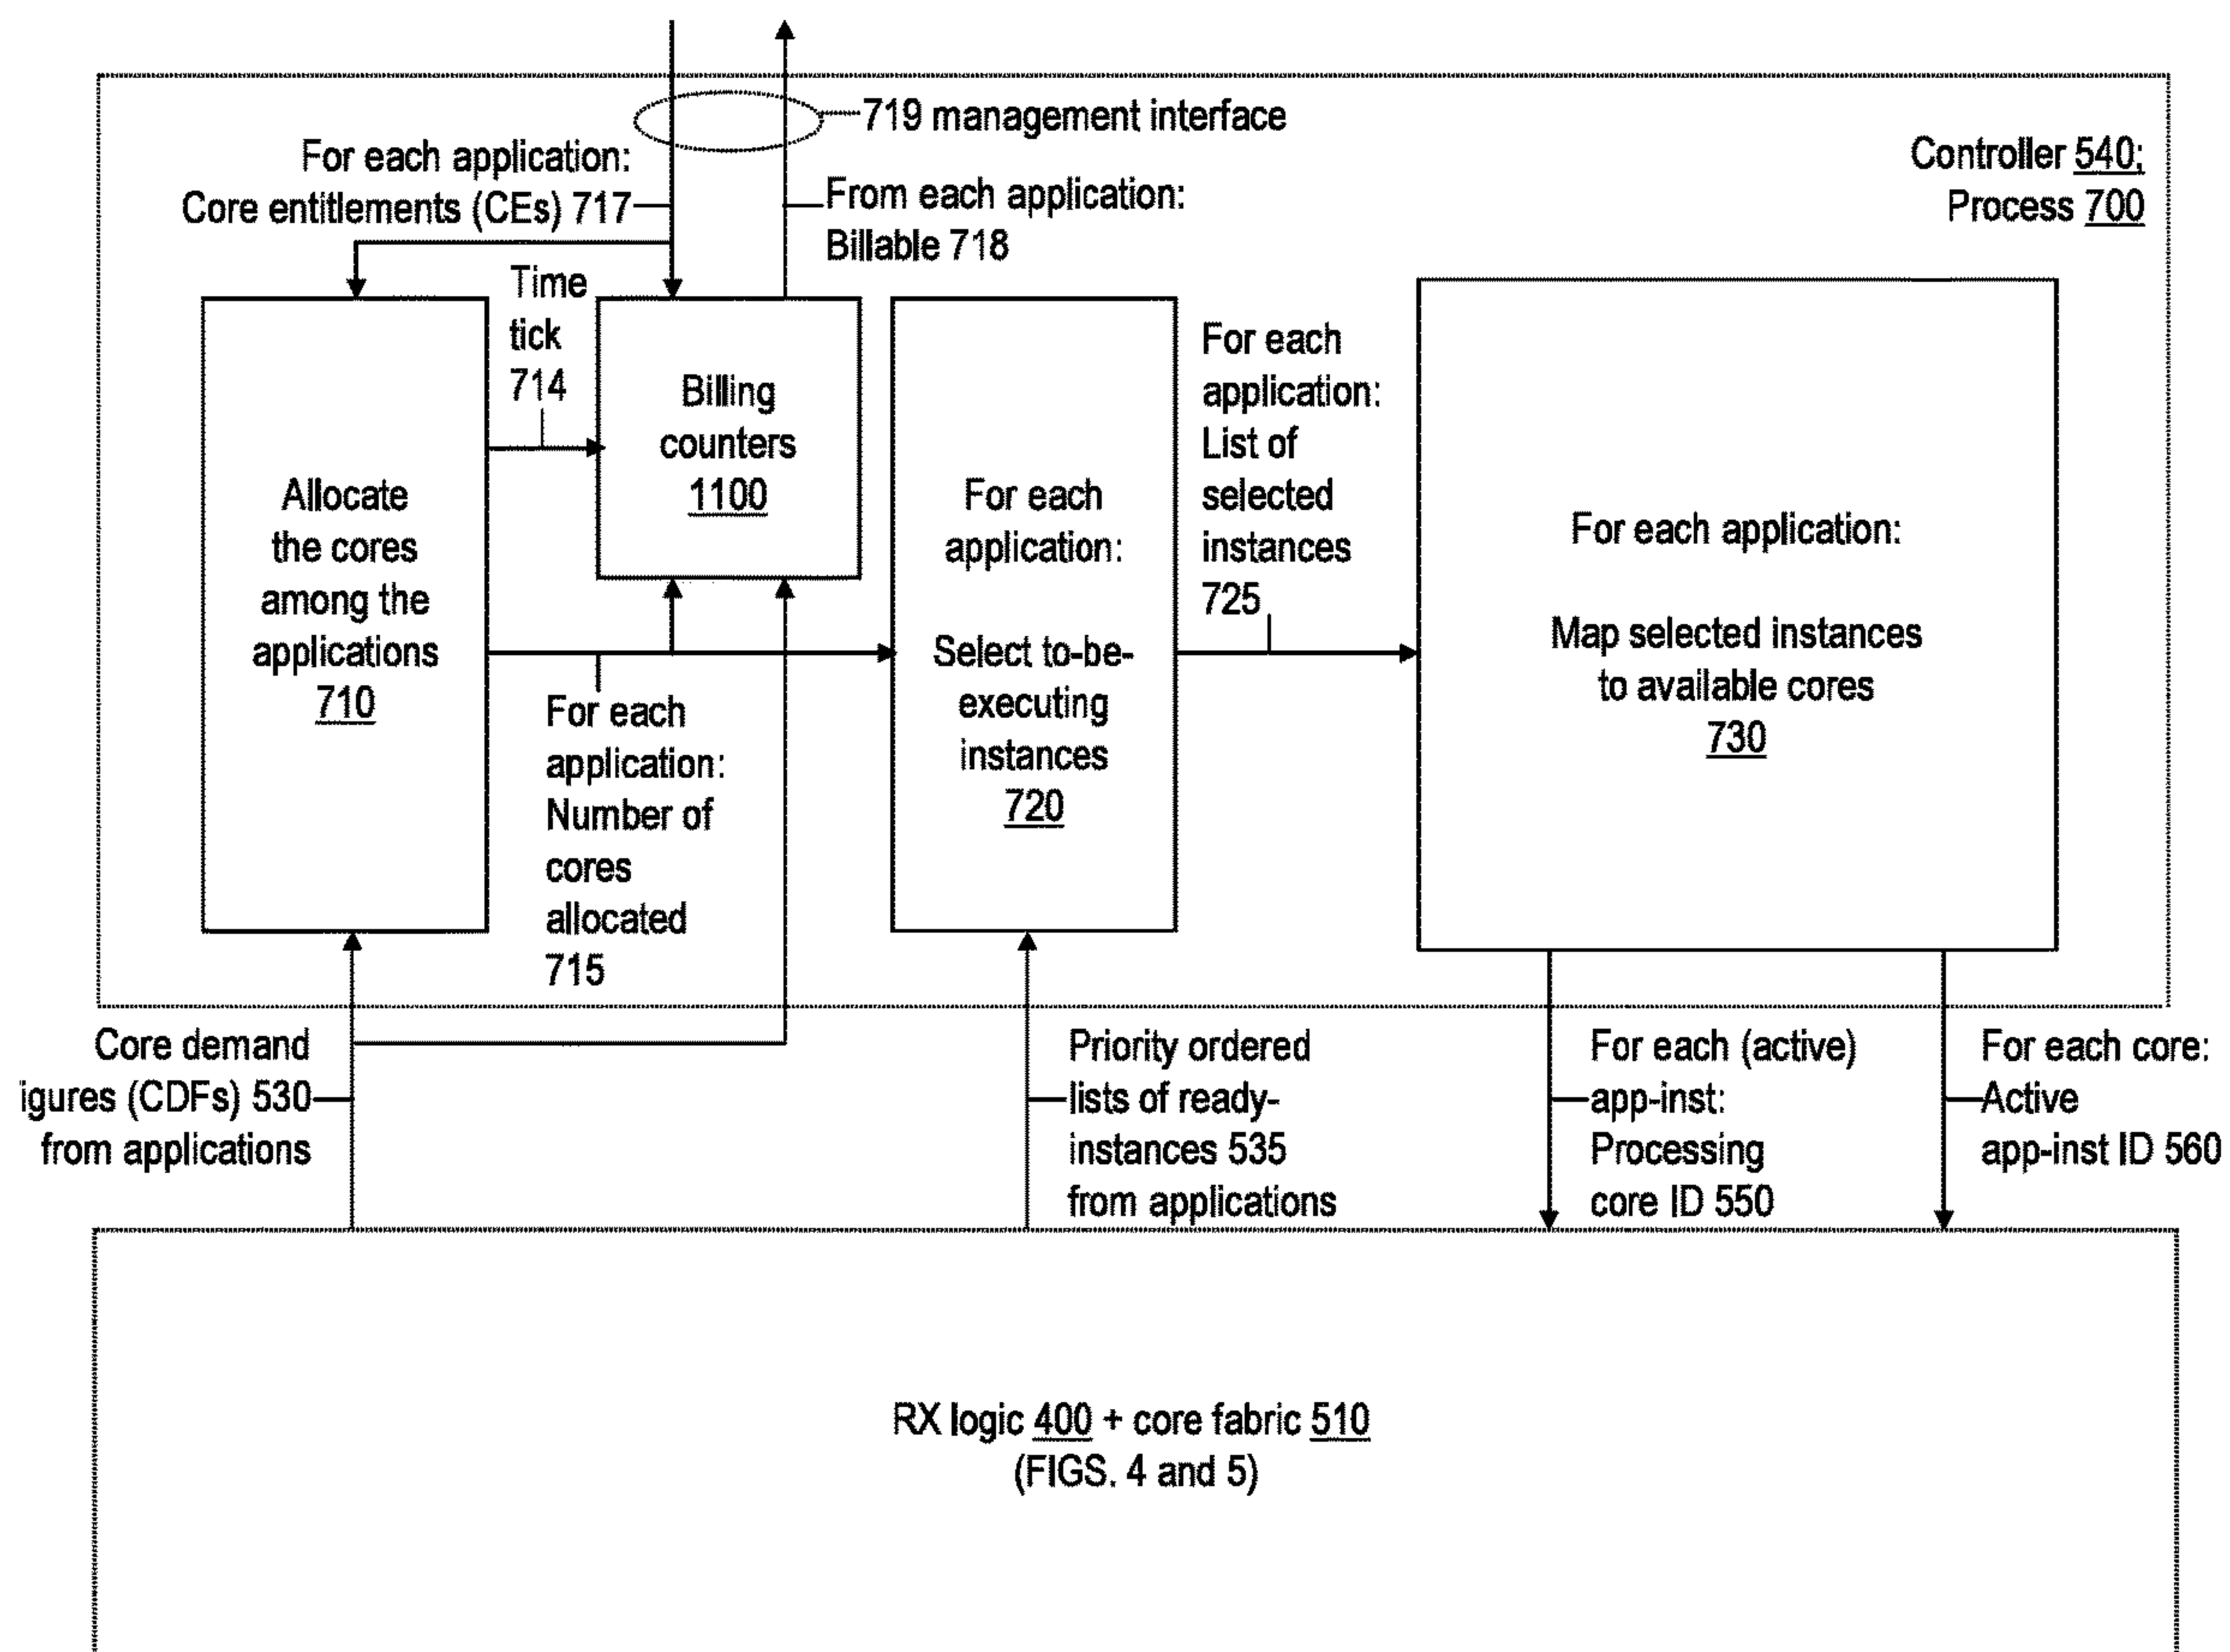 719 management interface
For each application:
Core entitlements (CEs) 717
From each application:
Billable 718
Controller 540;
Process 700
Time
tick
714
Allocate
the cores
among the
applications
710
Billing
counters
1100
For each
application:
Number of
cores
allocated
715
For each
application:
Select to-be-
executing
instances
720
For each
application:
List of
selected
instances
725
For each application:
Map selected instances
to available cores
730
Core demand
igures (CDFs) 530
from applications
Priority ordered
lists of ready-
instances 535
from applications
For each (active)
app-inst:
Processing
core ID 550
For each core:
Active
app-inst ID 560
RX logic 400 + core fabric 510
(FIGS. 4 and 5)